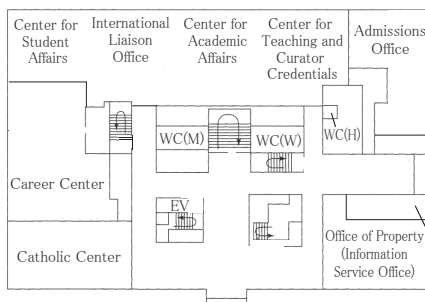 Center for
Student
Affairs
International
Liaison
Office
Center for
Academic
Affairs
Center for
Teaching and
Curator
Credentials
Admissions
Office
WC(M)
WC(W)
WC(H)
Career Center
EV
Catholic Center
Office of Property
(Information
Service Office)